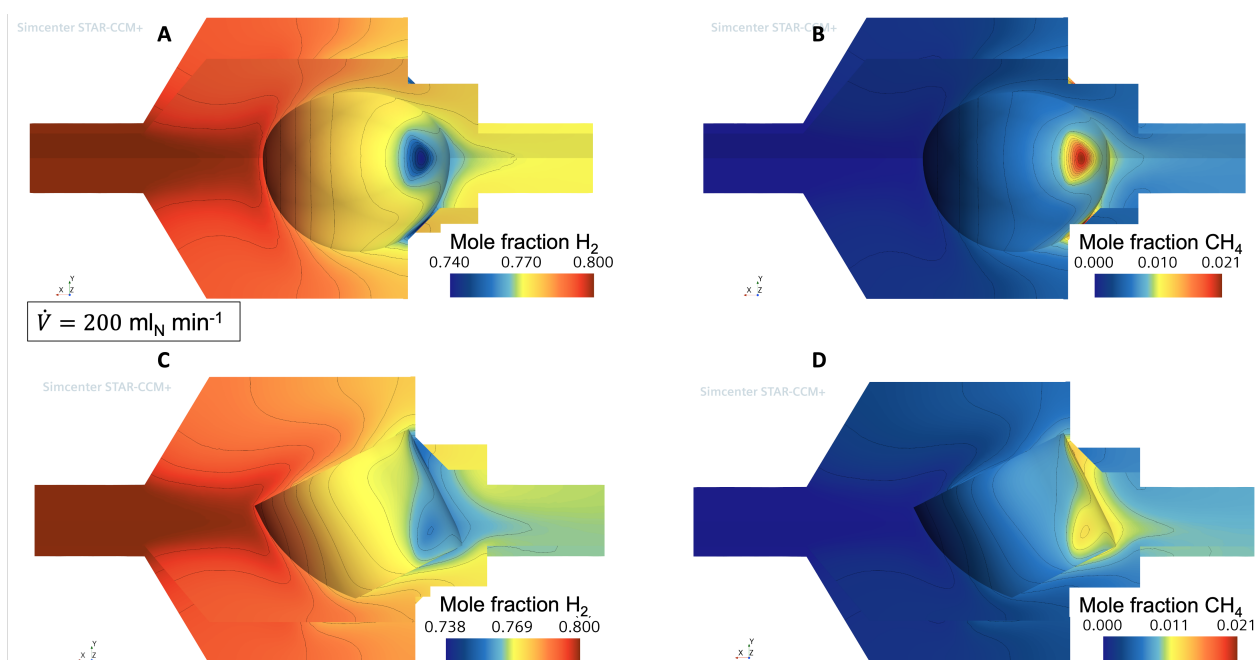 Simcenter STAR-CCM+
A
Simcenter STAR-CCM+
B
Mole fraction H₂
0.740 0.770 0.800
Mole fraction CH₄
0.000 0.010 0.021
Y
X Z
Y
X Z
V̇ = 200 mlN min⁻¹
C
D
Simcenter STAR-CCM+
Simcenter STAR-CCM+
Mole fraction H₂
0.738 0.769 0.800
Mole fraction CH₄
0.000 0.011 0.021
Y
X Z
Y
X Z